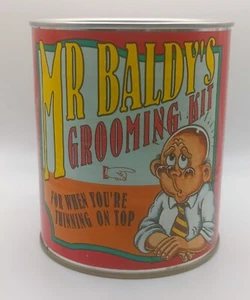 MR BALDY'S
GROOMING KIT
FOR WHEN YOU'RE
THINNING ON TOP